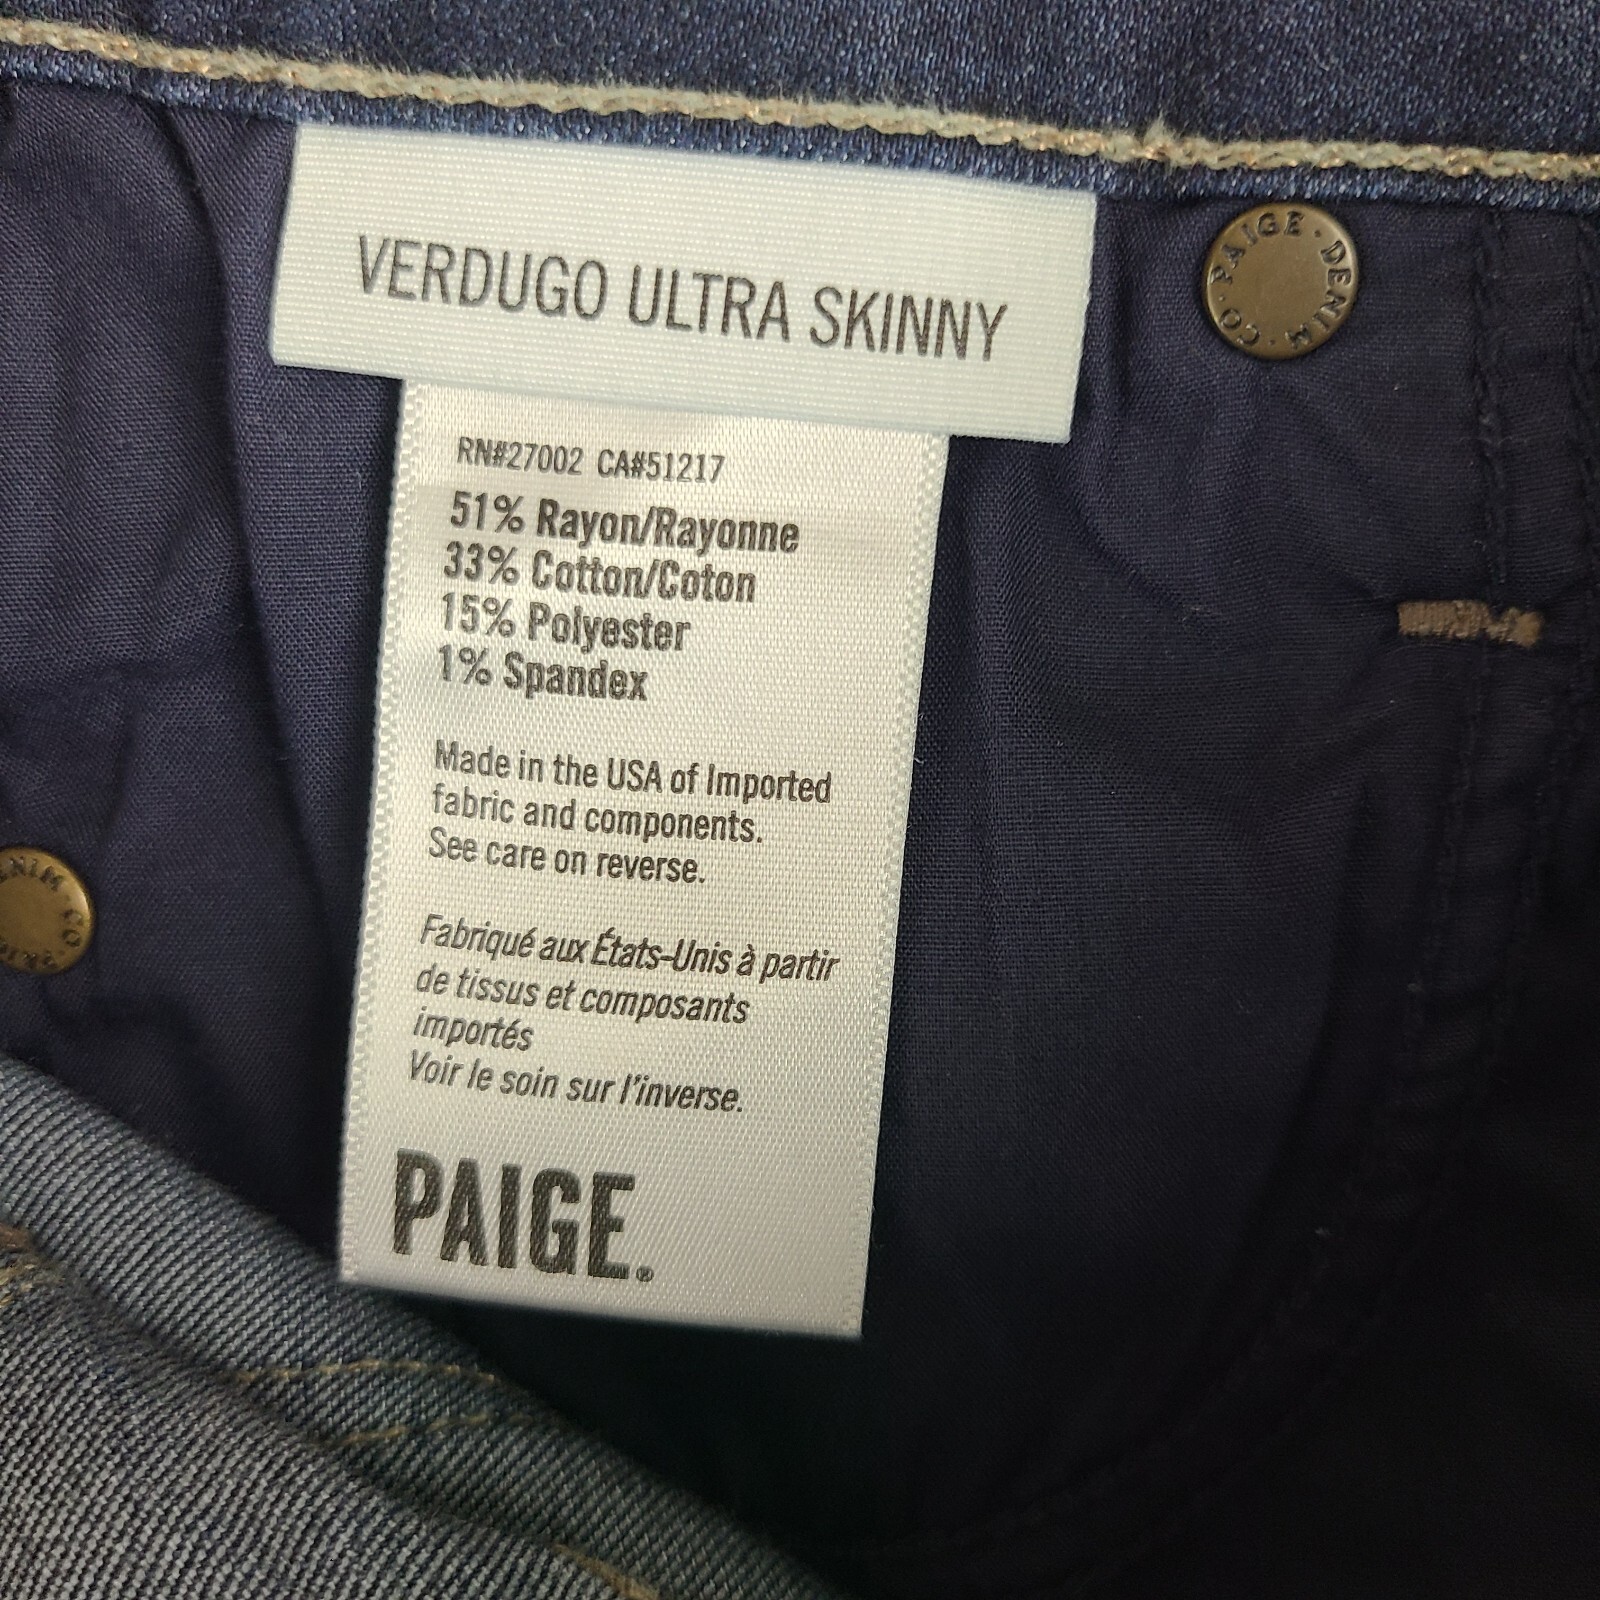 VERDUGO ULTRA SKINNY
PAIGE · DENIM · CO ·
RN#27002 CA#51217
51% Rayon/Rayonne
33% Cotton/Coton
15% Polyester
1% Spandex
Made in the USA of Imported
fabric and components.
See care on reverse.
Fabriqué aux États-Unis à partir
de tissus et composants
importés
Voir le soin sur l'inverse.
DENIM · CO
PAIGE®